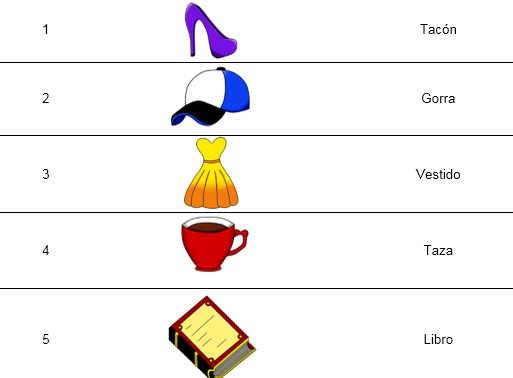 1 Tacón
2 Gorra
3 Vestido
4 Taza
5 Libro